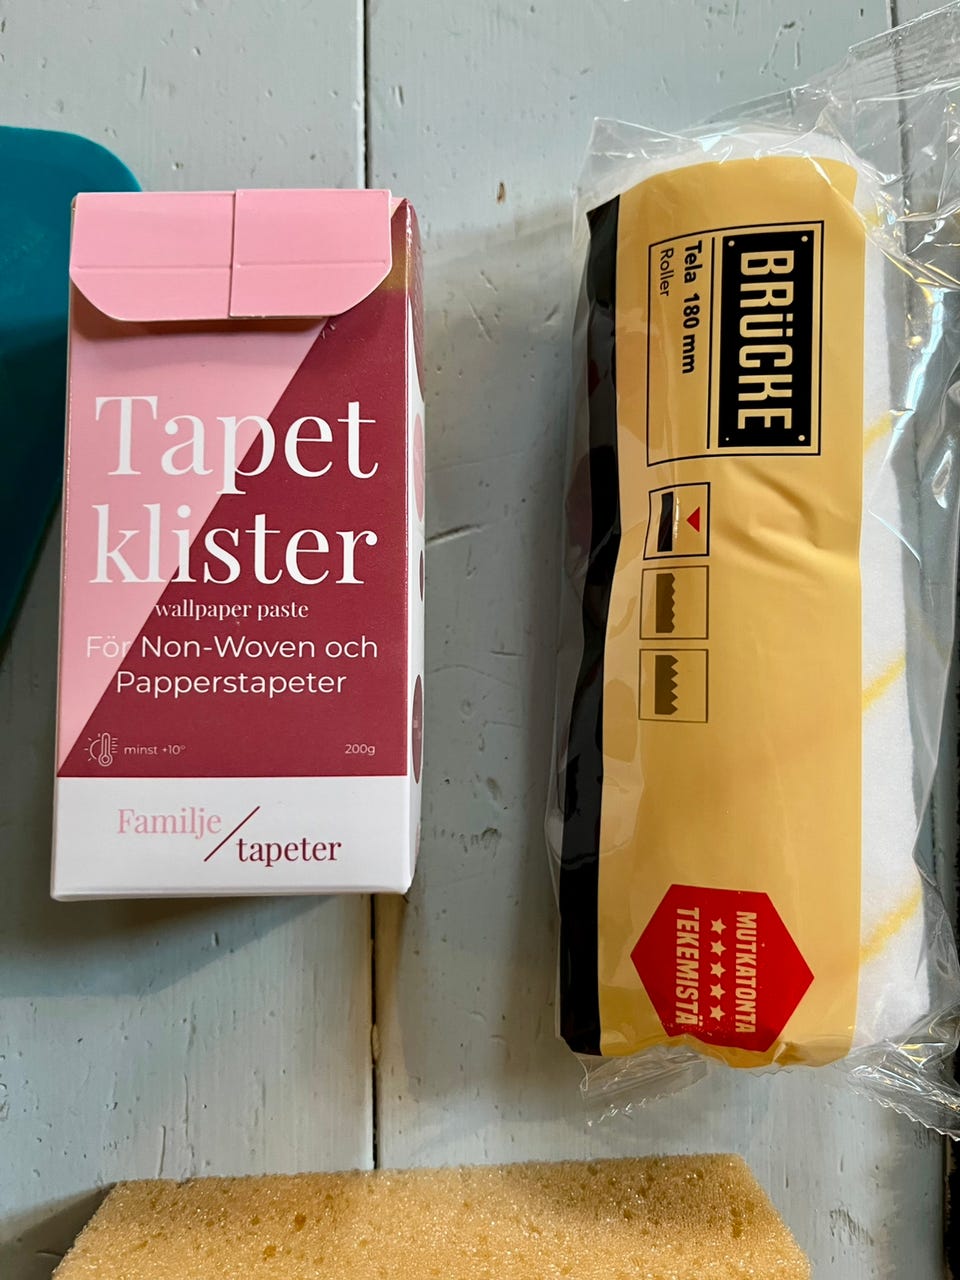 Tapet
klister
wallpaper paste
För Non-Woven och
Papperstapeter
minst +10°
200g
Familje
tapeter
BRÜCKE
Tela 180 mm
Roller
MUTKATONTA
TEKEMISTÄ